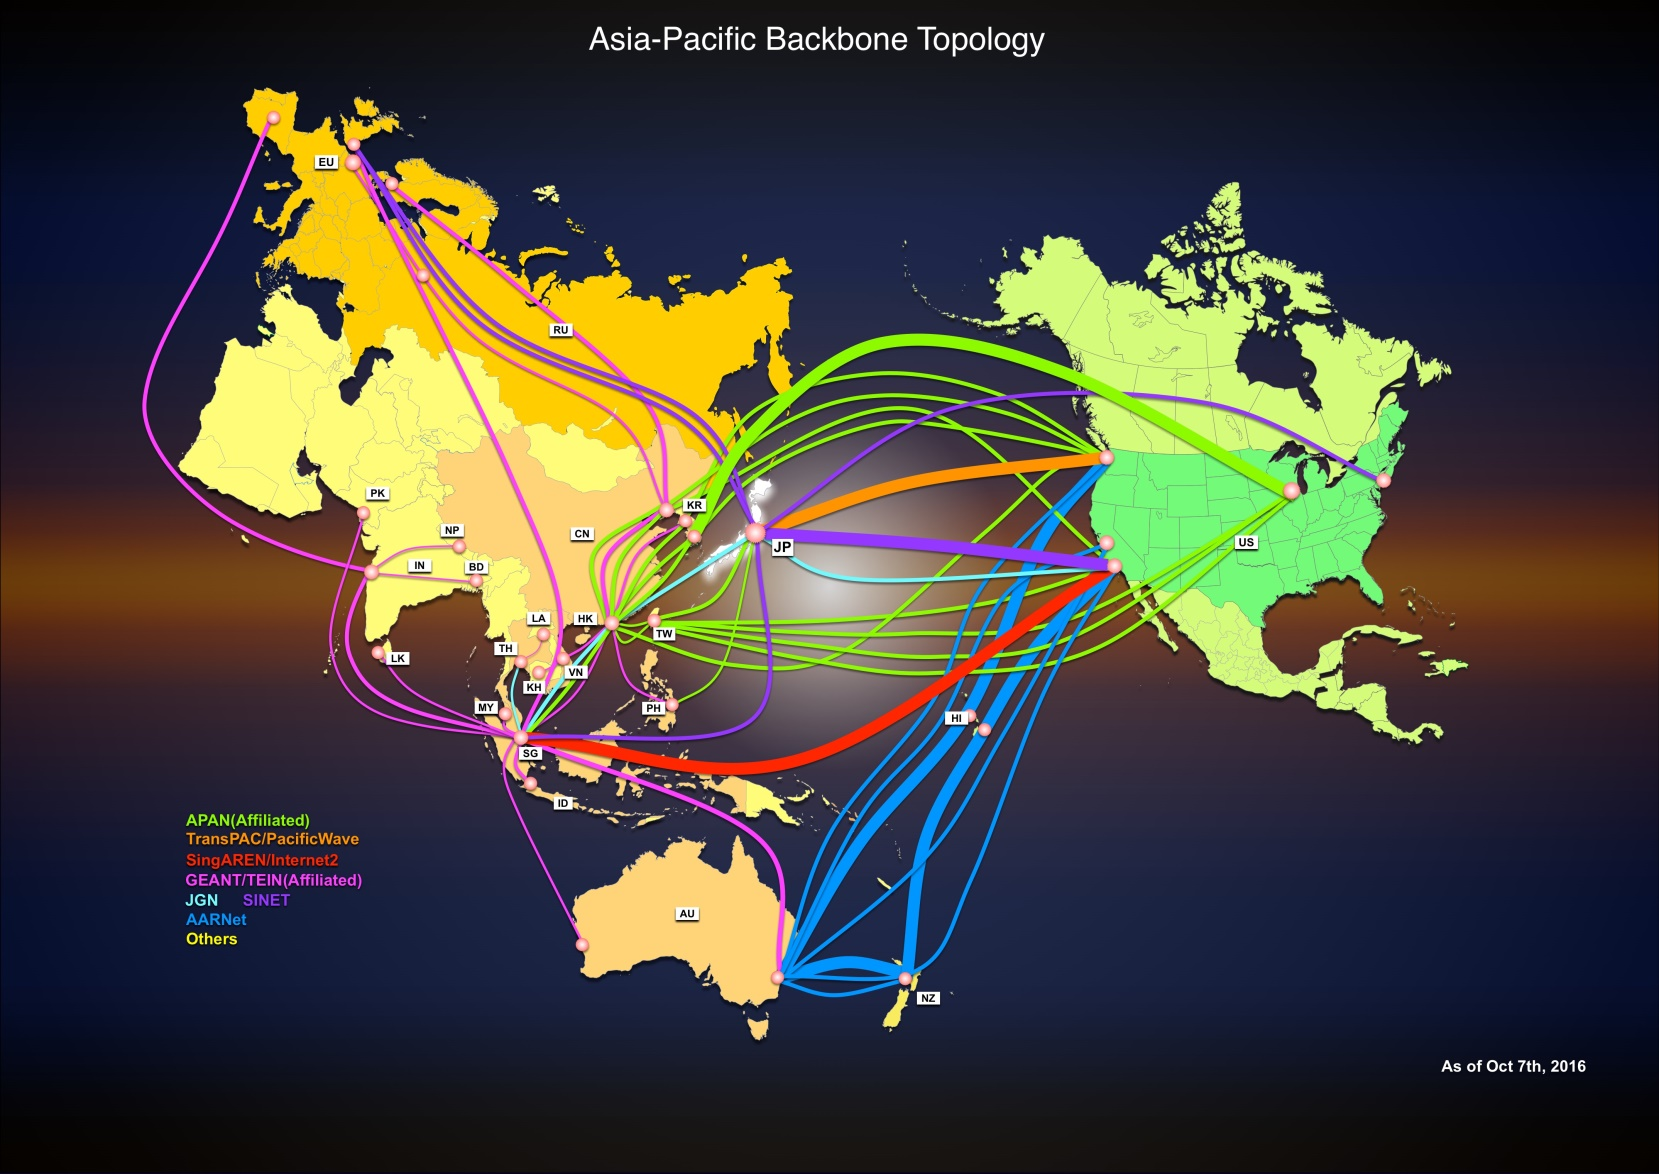 Asia-Pacific Backbone Topology
EU
RU
PK
KR
NP
CN
JP
US
IN
BD
LA
HK
TW
TH
LK
VN
KH
MY
PH
HI
SG
ID
APAN(Affiliated)
TransPAC/PacificWave
SingAREN/Internet2
GEANT/TEIN(Affiliated)
JGN SINET
AARNet
Others
AU
NZ
As of Oct 7th, 2016